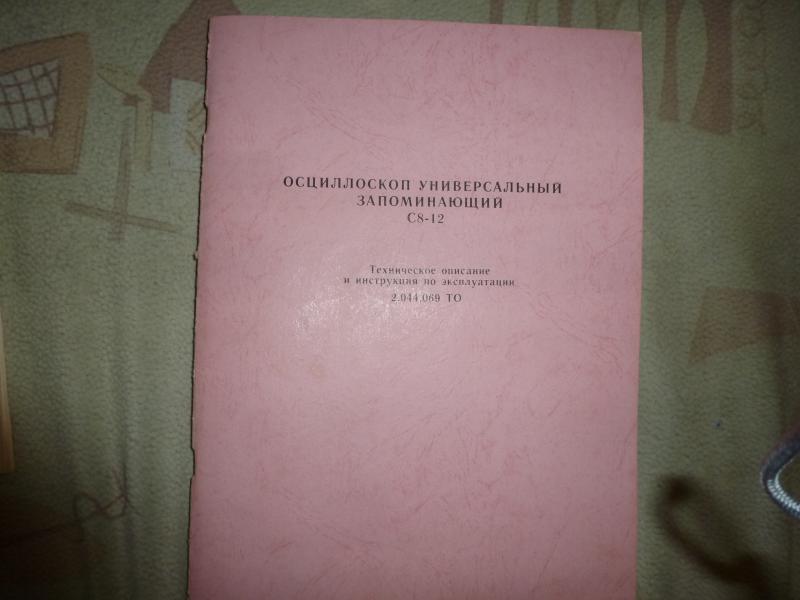 ОСЦИЛЛОСКОП УНИВЕРСАЛЬНЫЙ
ЗАПОМИНАЮЩИЙ
С8-12
Техническое описание
и инструкция по эксплуатации
2.044.069 ТО